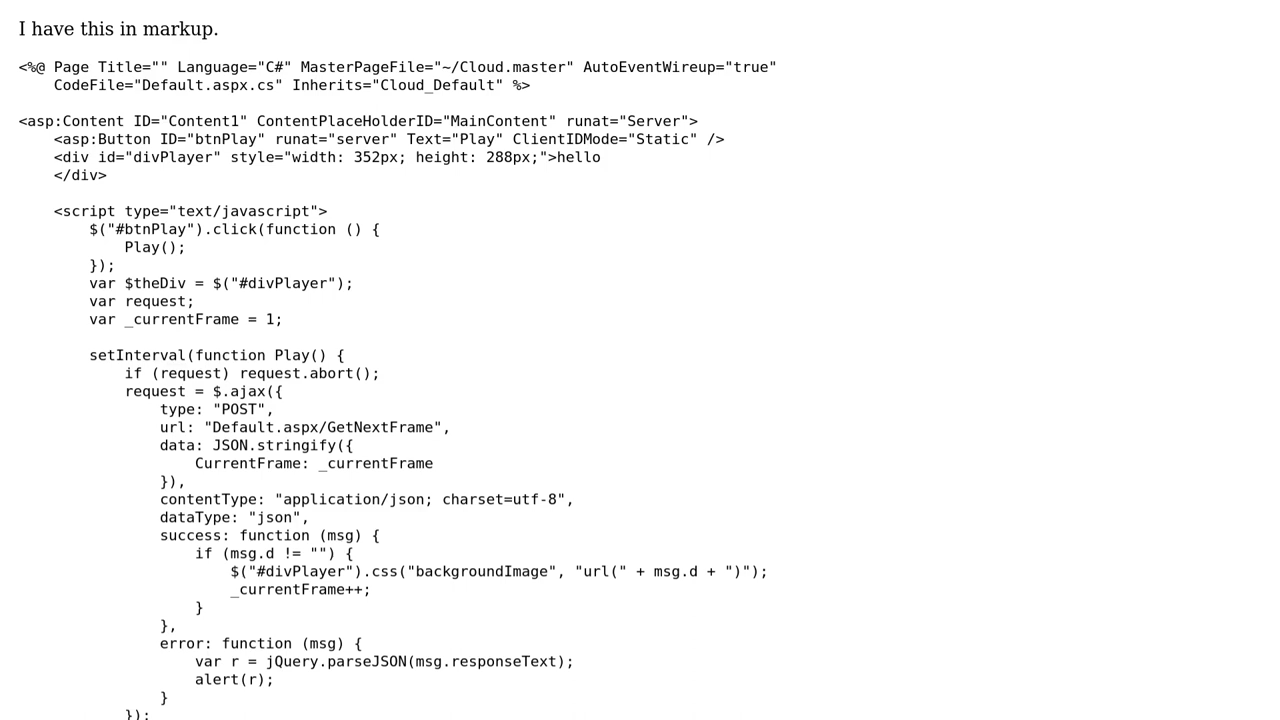 I have this in markup.
<%@ Page Title="" Language="C#" MasterPageFile="~/Cloud.master" AutoEventWireup="true"
    CodeFile="Default.aspx.cs" Inherits="Cloud_Default" %>

<asp:Content ID="Content1" ContentPlaceHolderID="MainContent" runat="Server">
    <asp:Button ID="btnPlay" runat="server" Text="Play" ClientIDMode="Static" />
    <div id="divPlayer" style="width: 352px; height: 288px;">hello
    </div>

    <script type="text/javascript">
        $("#btnPlay").click(function () {
            Play();
        });
        var $theDiv = $("#divPlayer");
        var request;
        var _currentFrame = 1;

        setInterval(function Play() {
            if (request) request.abort();
            request = $.ajax({
                type: "POST",
                url: "Default.aspx/GetNextFrame",
                data: JSON.stringify({
                    CurrentFrame: _currentFrame
                }),
                contentType: "application/json; charset=utf-8",
                dataType: "json",
                success: function (msg) {
                    if (msg.d != "") {
                        $("#divPlayer").css("backgroundImage", "url(" + msg.d + ")");
                        _currentFrame++;
                    }
                },
                error: function (msg) {
                    var r = jQuery.parseJSON(msg.responseText);
                    alert(r);
                }
            });